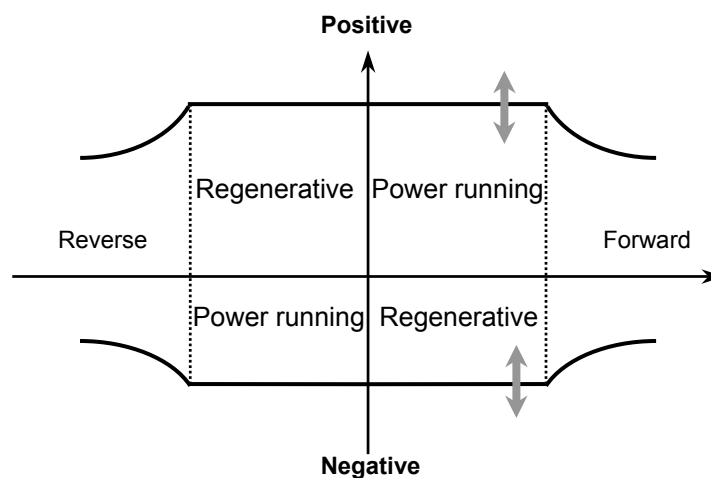 Positive
Regenerative Power running
Reverse Forward
Power running Regenerative
Negative